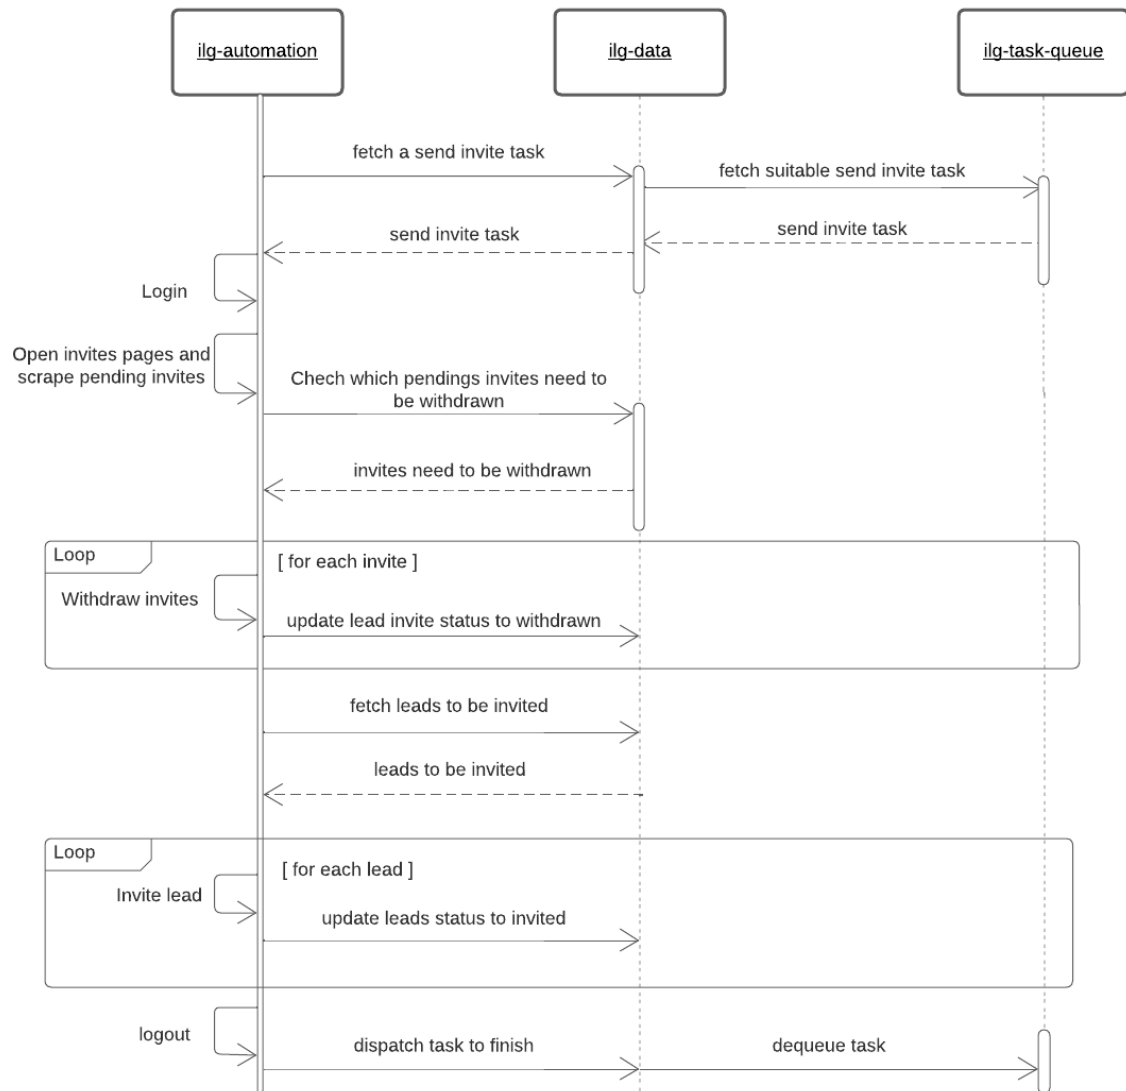 ilg-automation
ilg-data
ilg-task-queue
fetch a send invite task
fetch suitable send invite task
send invite task
send invite task
Login
Open invites pages and
scrape pending invites
Chech which pendings invites need to
be withdrawn
invites need to be withdrawn
Loop
[ for each invite ]
Withdraw invites
update lead invite status to withdrawn
fetch leads to be invited
leads to be invited
Loop
[ for each lead ]
Invite lead
update leads status to invited
logout
dispatch task to finish
dequeue task